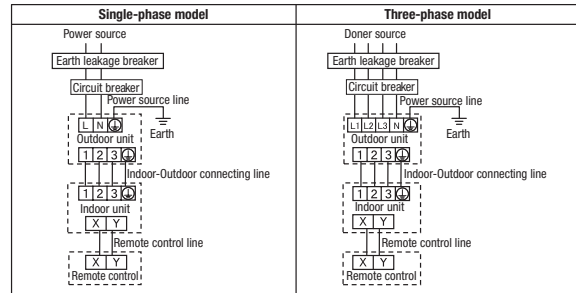 Single-phase model
Power source
Earth leakage breaker
Circuit breaker
Power source line
L N
Earth
Outdoor unit
1 2 3
Indoor-Outdoor connecting line
1 2 3
Indoor unit
X Y
Remote control line
X Y
Remote control
Three-phase model
Doner source
Earth leakage breaker
Circuit breaker
Power source line
L1 L2 L3 N
Earth
Outdoor unit
1 2 3
Indoor-Outdoor connecting line
1 2 3
Indoor unit
X Y
Remote control line
X Y
Remote control